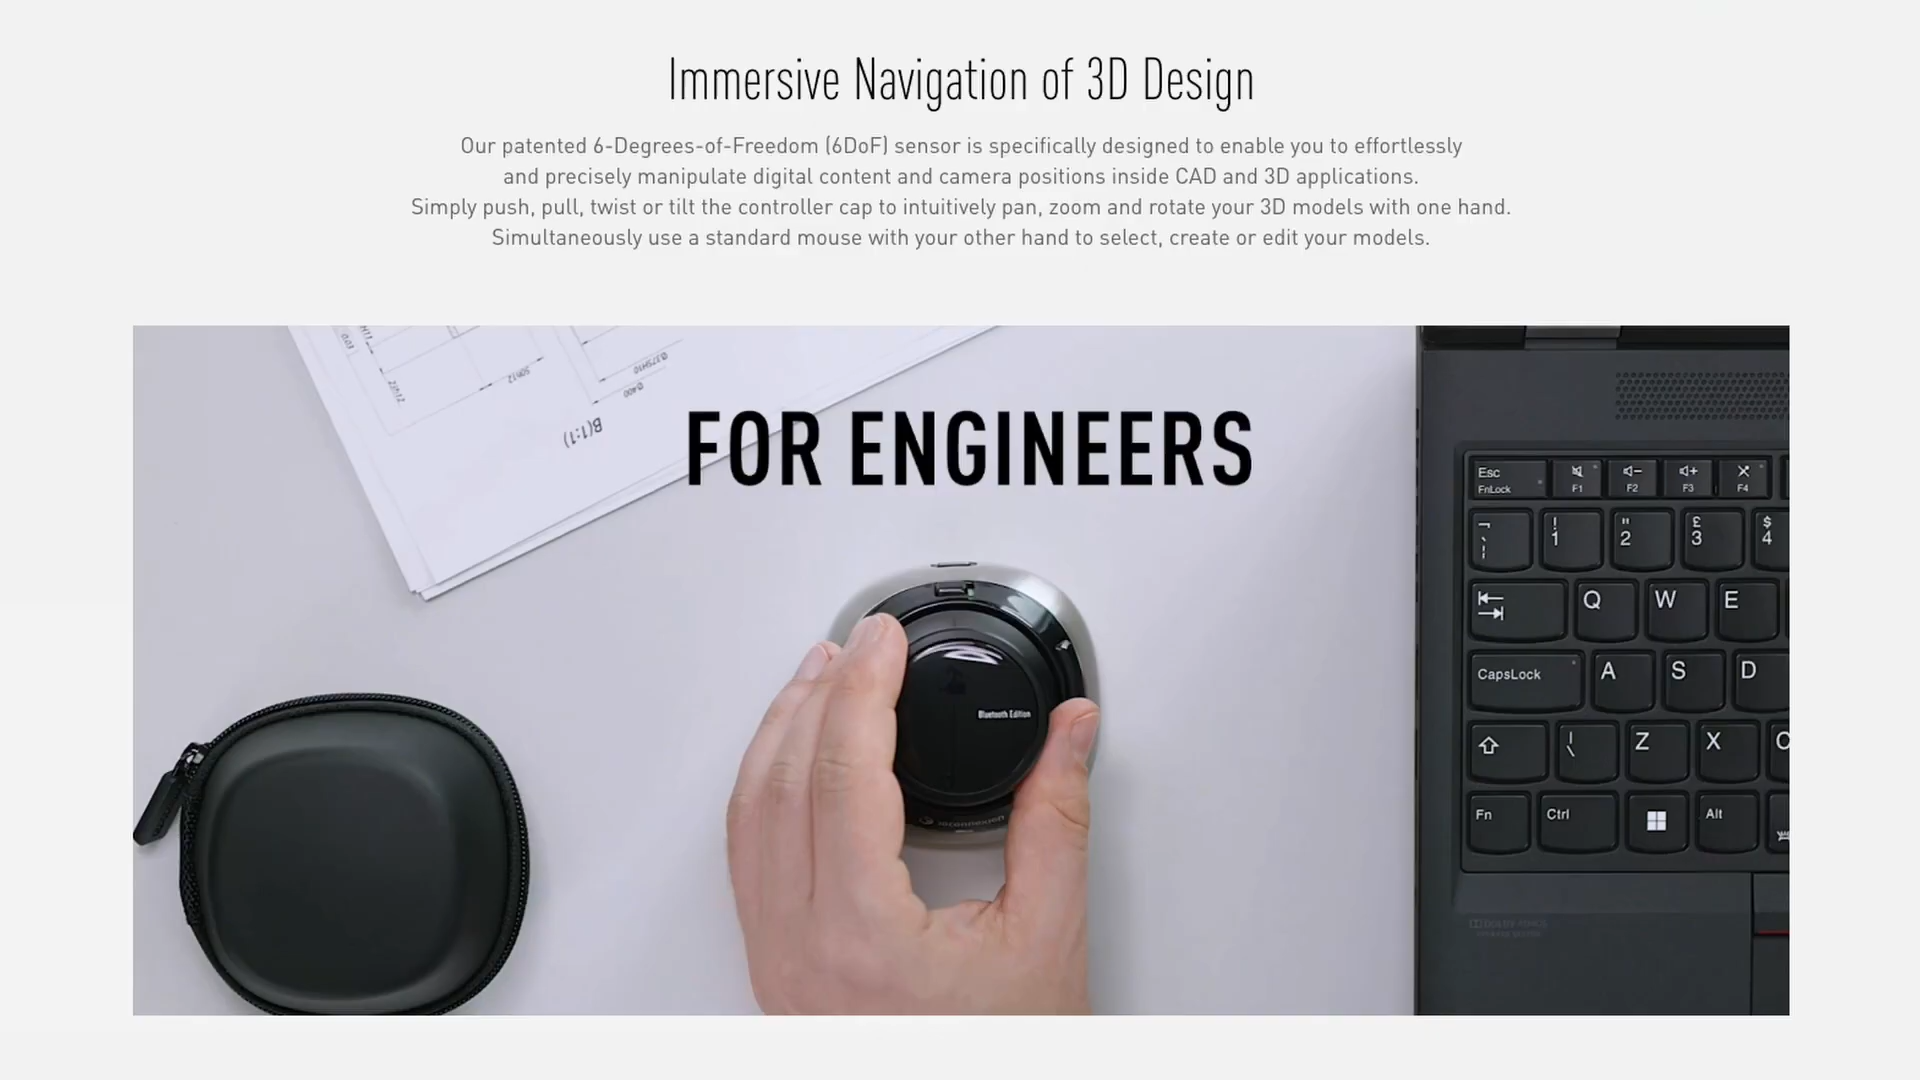 Immersive Navigation of 3D Design
Our patented 6-Degrees-of-Freedom (6DoF) sensor is specifically designed to enable you to effortlessly
and precisely manipulate digital content and camera positions inside CAD and 3D applications.
Simply push, pull, twist or tilt the controller cap to intuitively pan, zoom and rotate your 3D models with one hand.
Simultaneously use a standard mouse with your other hand to select, create or edit your models.
B(1:1)
FOR ENGINEERS
Bluetooth Edition
3Dconnexion
Esc
FnLock
F1
F2
F3
F4
! 1
" 2
£ 3
$ 4
Q W E
CapsLock A S D
\ Z X C
Fn Ctrl Alt